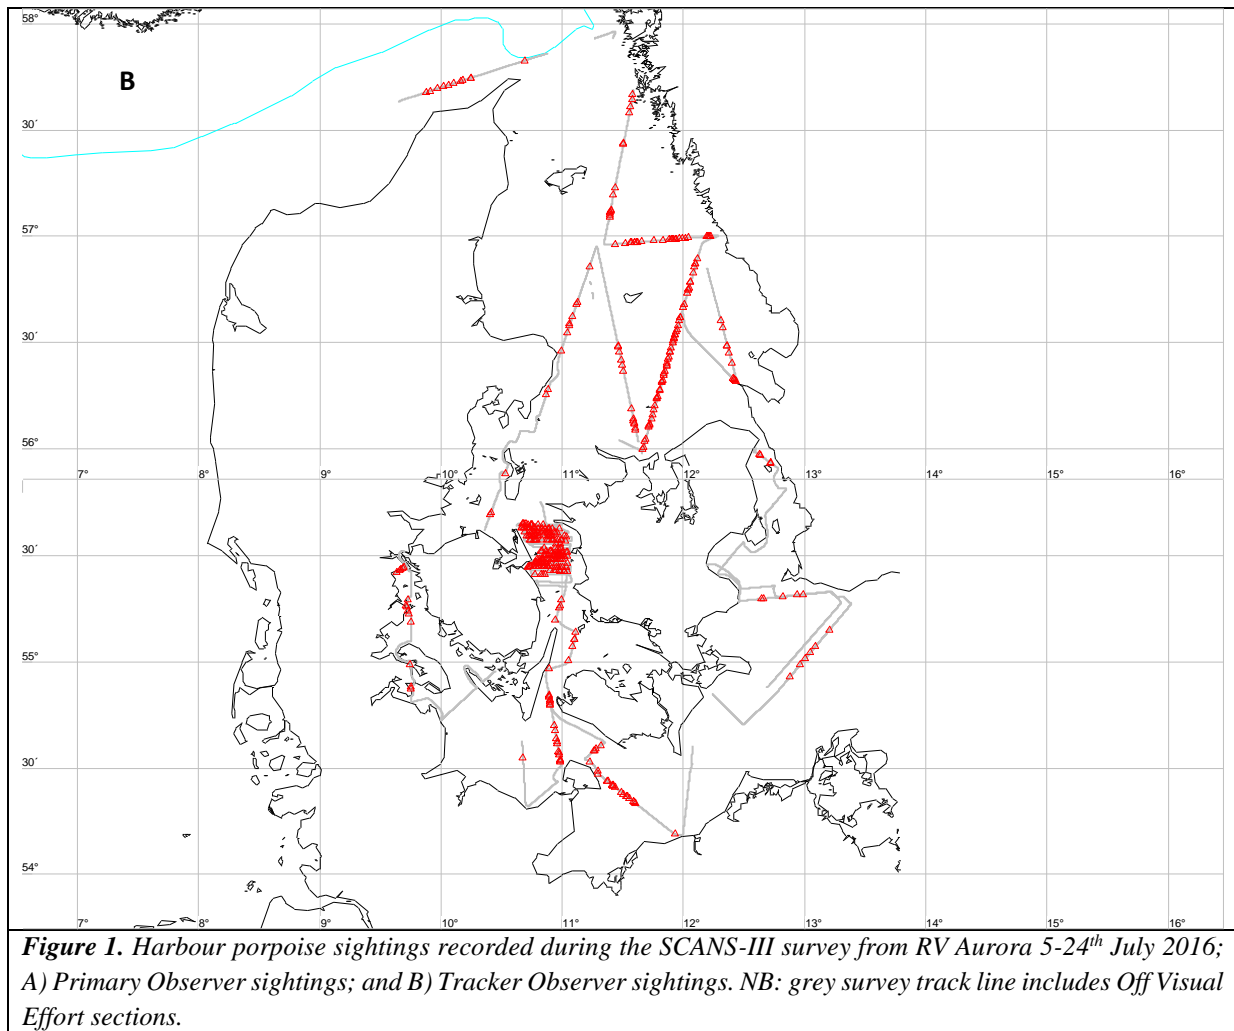 58°
B
30´
57°
30´
56°
7° 8° 9° 10° 11° 12° 13° 14° 15° 16°
30´
55°
30´
54°
7° 8° 9° 10° 11° 12° 13° 14° 15° 16°
Figure 1. Harbour porpoise sightings recorded during the SCANS-III survey from RV Aurora 5-24th July 2016;
A) Primary Observer sightings; and B) Tracker Observer sightings. NB: grey survey track line includes Off Visual
Effort sections.